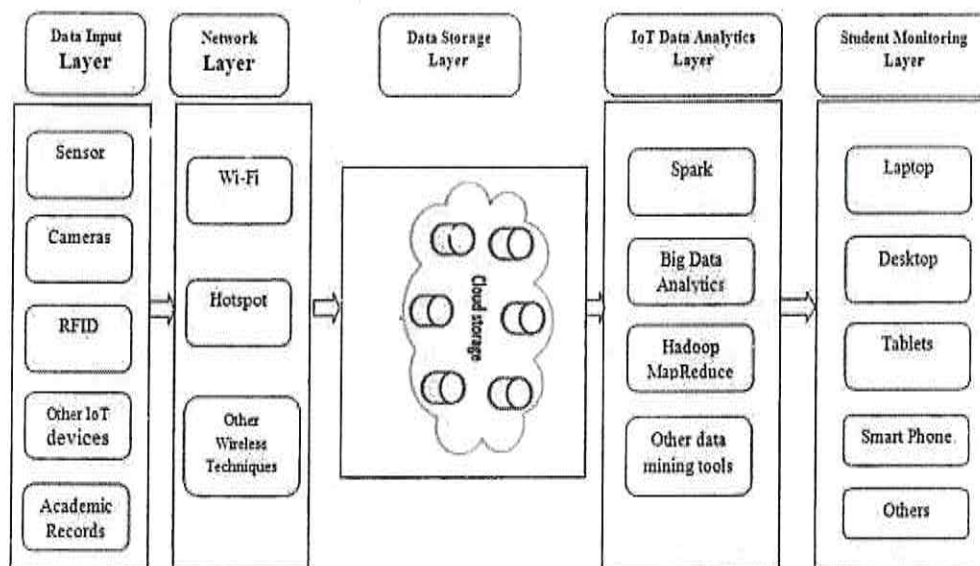 Data Input
Layer
Network
Layer
Data Storage
Layer
IoT Data Analytics
Layer
Student Monitoring
Layer
Sensor
Cameras
RFID
Other IoT
devices
Academic
Records
Wi-Fi
Hotspot
Other
Wireless
Techniques
Cloud storage
Spark
Big Data
Analytics
Hadoop
MapReduce
Other data
mining tools
Laptop
Desktop
Tablets
Smart Phone
Others